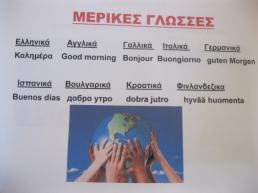 ΜΕΡΙΚΕΣ ΓΛΩΣΣΕΣ
Ελληνικά Αγγλικά Γαλλικά Ιταλικά Γερμανικά
Καλημέρα Good morning Bonjour Buongiorno guten Morgen
Ισπανικά Βουλγαρικά Κροατικά Φινλανδεζικα
Buenos dias добро утро dobra jutro hyvää huomenta